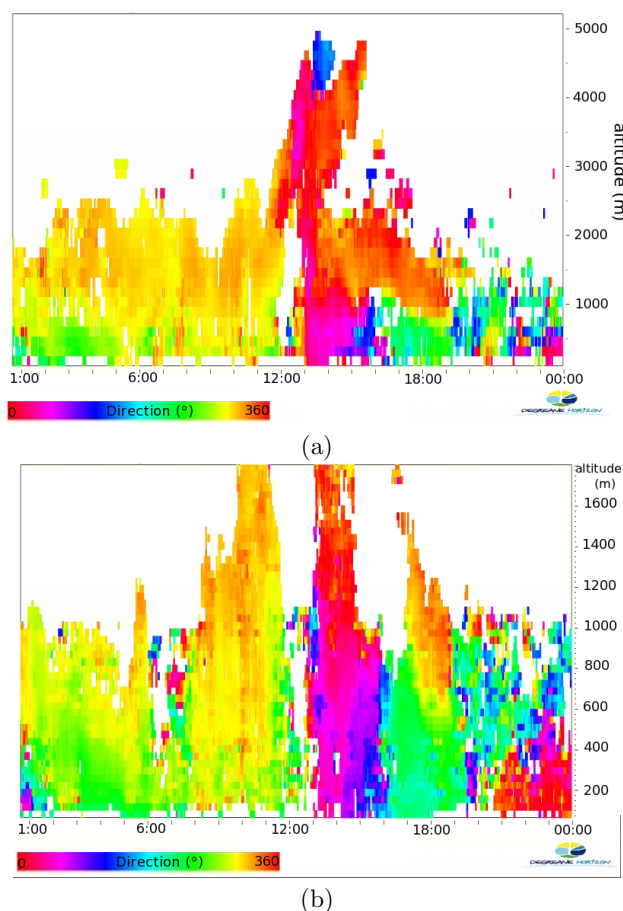 5000
4000
3000
2000
1000
altitude (m)
1:00 6:00 12:00 18:00 00:00
0 Direction (°) 360
DEGREANE HORIZON
(a)
altitude
(m)
1600
1400
1200
1000
800
600
400
200
1:00 6:00 12:00 18:00 00:00
0 Direction (°) 360
DEGREANE HORIZON
(b)